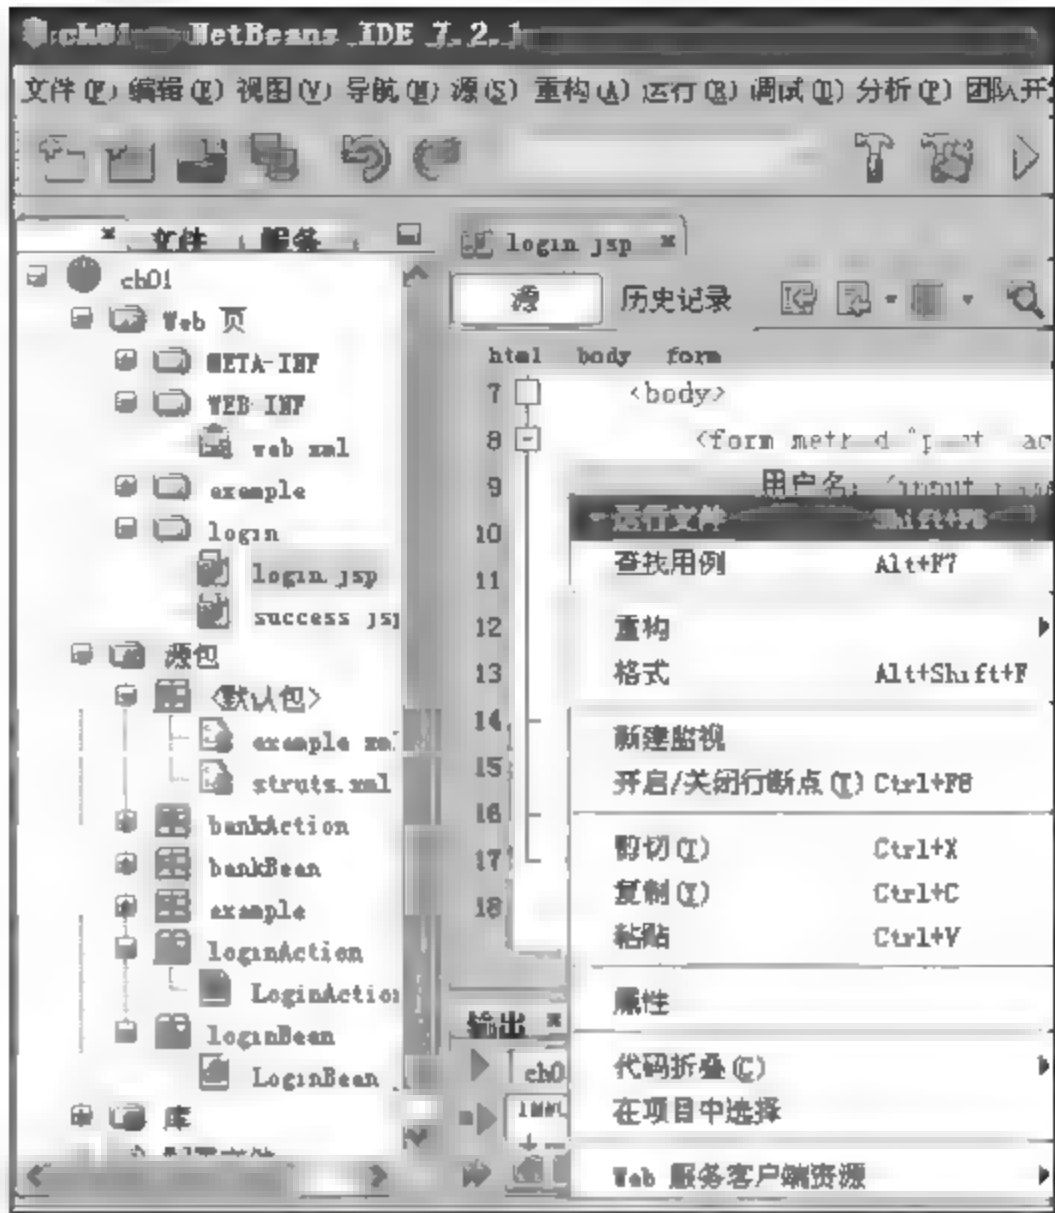 ch01 NetBeans IDE 7.2.1
文件(F) 编辑(E) 视图(V) 导航(N) 源(S) 重构(A) 运行(R) 调试(D) 分析(P) 团队开
文件 服务
ch01
Web 页
META-INF
WEB-INF
web.xml
example
login
login.jsp
success.jsp
源包
<默认包>
example.xml
struts.xml
bankAction
bankBean
example
loginAction
LoginAction
loginBean
LoginBean
库
login.jsp
源 历史记录
html body form
7 <body>
8 <form ac
9 用户名:
10
11
12
13
14
15
16
17
18
输出
ch0
运行文件 Shift+F6
查找用例 Alt+F7
重构
格式 Alt+Shift+F
新建监视
开启/关闭行断点(T) Ctrl+F8
剪切(T) Ctrl+X
复制(Y) Ctrl+C
粘贴 Ctrl+V
属性
代码折叠(C)
在项目中选择
Web 服务客户端资源